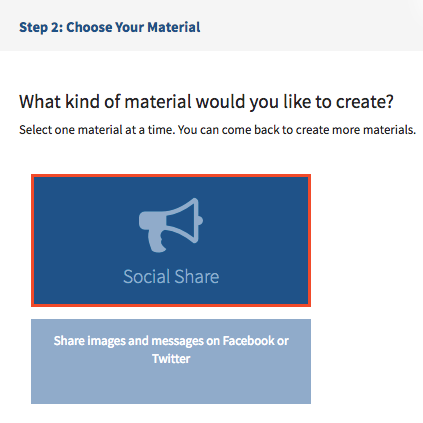 Step 2: Choose Your Material
What kind of material would you like to create?
Select one material at a time. You can come back to create more materials.
Social Share
Share images and messages on Facebook or
Twitter